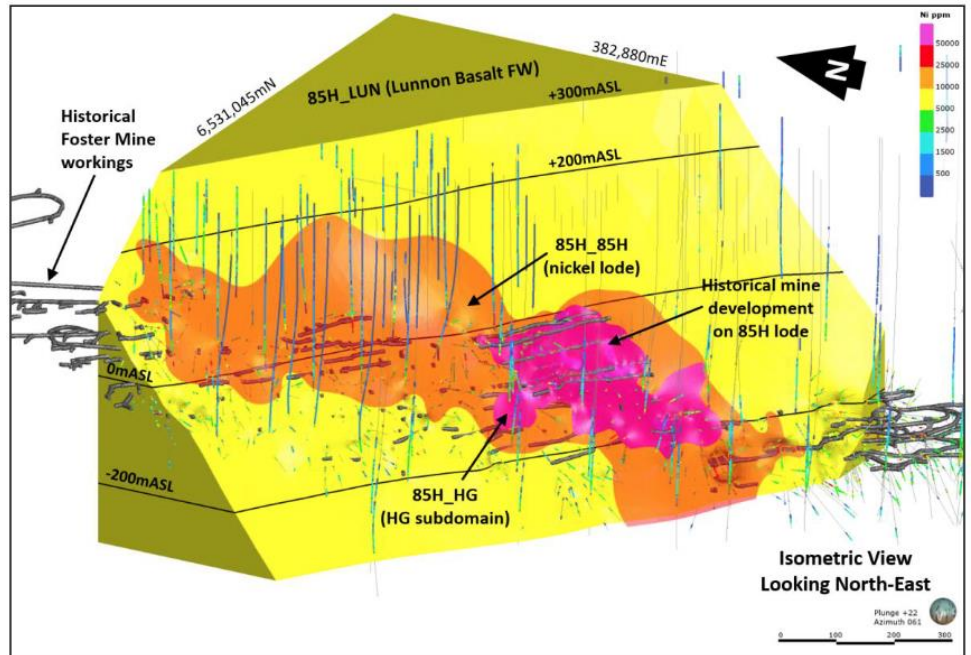 Ni ppm
50000
25000
10000
5000
2500
1500
500
N
382,880mE
6,531,045mN
85H_LUN (Lunnon Basalt FW)
+300mASL
Historical
Foster Mine
workings
+200mASL
85H_85H
(nickel lode)
Historical mine
development
on 85H lode
0mASL
-200mASL
85H_HG
(HG subdomain)
Isometric View
Looking North-East
Plunge +22
Azimuth 061
0 100 200 300